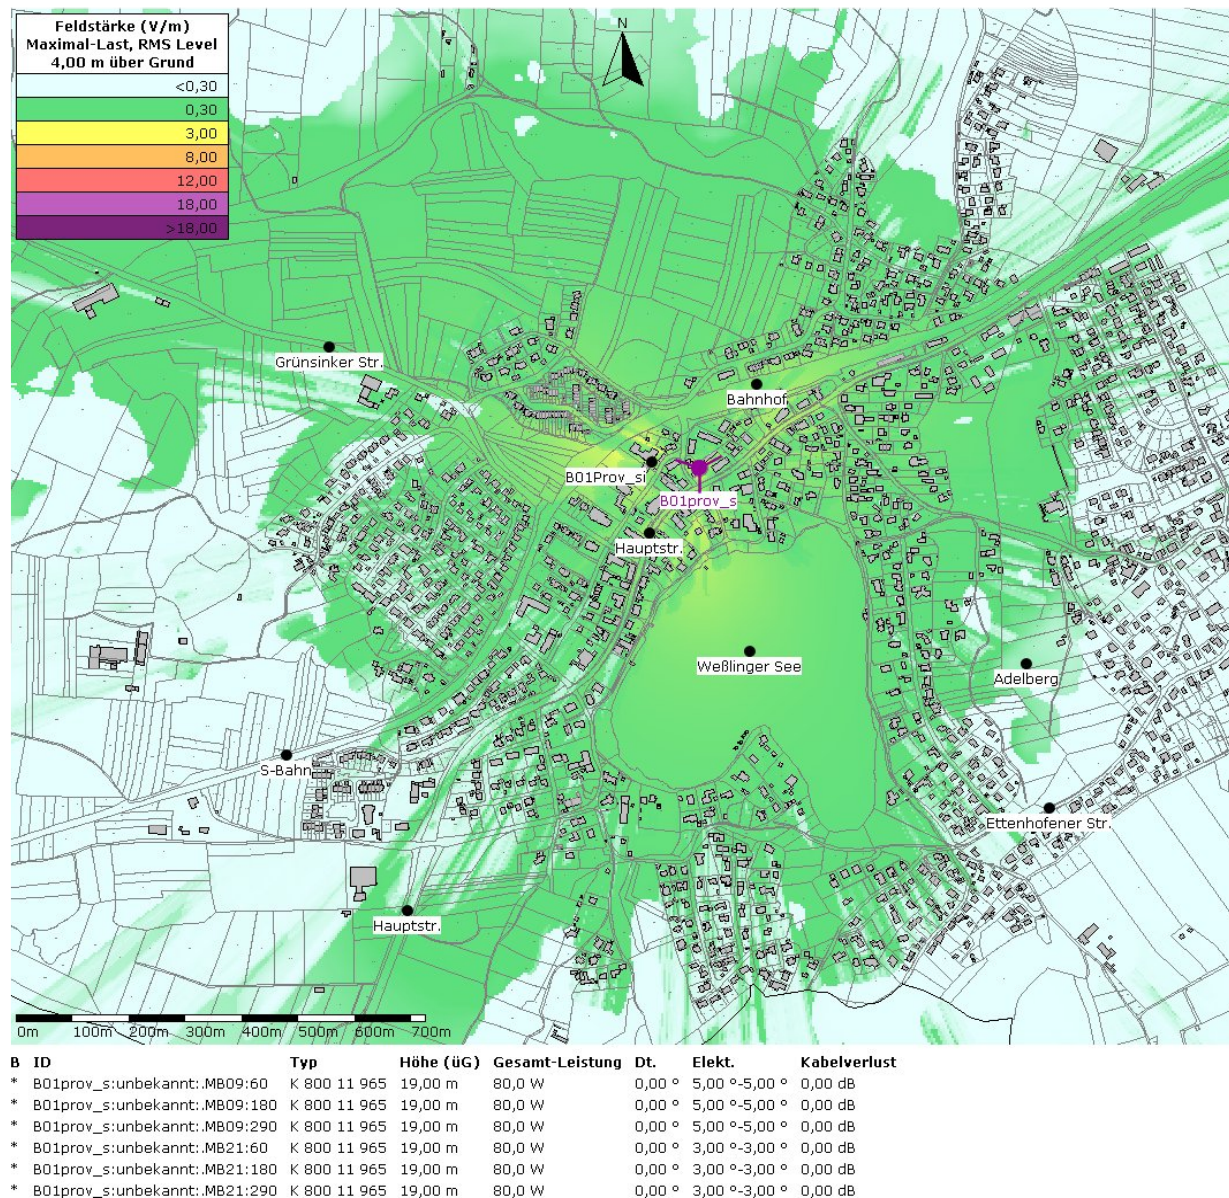 Feldstärke (V/m)
Maximal-Last, RMS Level
4,00 m über Grund
<0,30
0,30
3,00
8,00
12,00
18,00
>18,00
N
Grünsinker Str.
Bahnhof
B01Prov_si
B01prov_s
Hauptstr.
Weßlinger See
Adelberg
S-Bahn
Ettenhofener Str.
Hauptstr.
0m 100m 200m 300m 400m 500m 600m 700m
B ID Typ Höhe (üG) Gesamt-Leistung Dt. Elekt. Kabelverlust
* B01prov_s:unbekannt:.MB09:60 K 800 11 965 19,00 m 80,0 W 0,00 ° 5,00 °-5,00 ° 0,00 dB
* B01prov_s:unbekannt:.MB09:180 K 800 11 965 19,00 m 80,0 W 0,00 ° 5,00 °-5,00 ° 0,00 dB
* B01prov_s:unbekannt:.MB09:290 K 800 11 965 19,00 m 80,0 W 0,00 ° 5,00 °-5,00 ° 0,00 dB
* B01prov_s:unbekannt:.MB21:60 K 800 11 965 19,00 m 80,0 W 0,00 ° 3,00 °-3,00 ° 0,00 dB
* B01prov_s:unbekannt:.MB21:180 K 800 11 965 19,00 m 80,0 W 0,00 ° 3,00 °-3,00 ° 0,00 dB
* B01prov_s:unbekannt:.MB21:290 K 800 11 965 19,00 m 80,0 W 0,00 ° 3,00 °-3,00 ° 0,00 dB